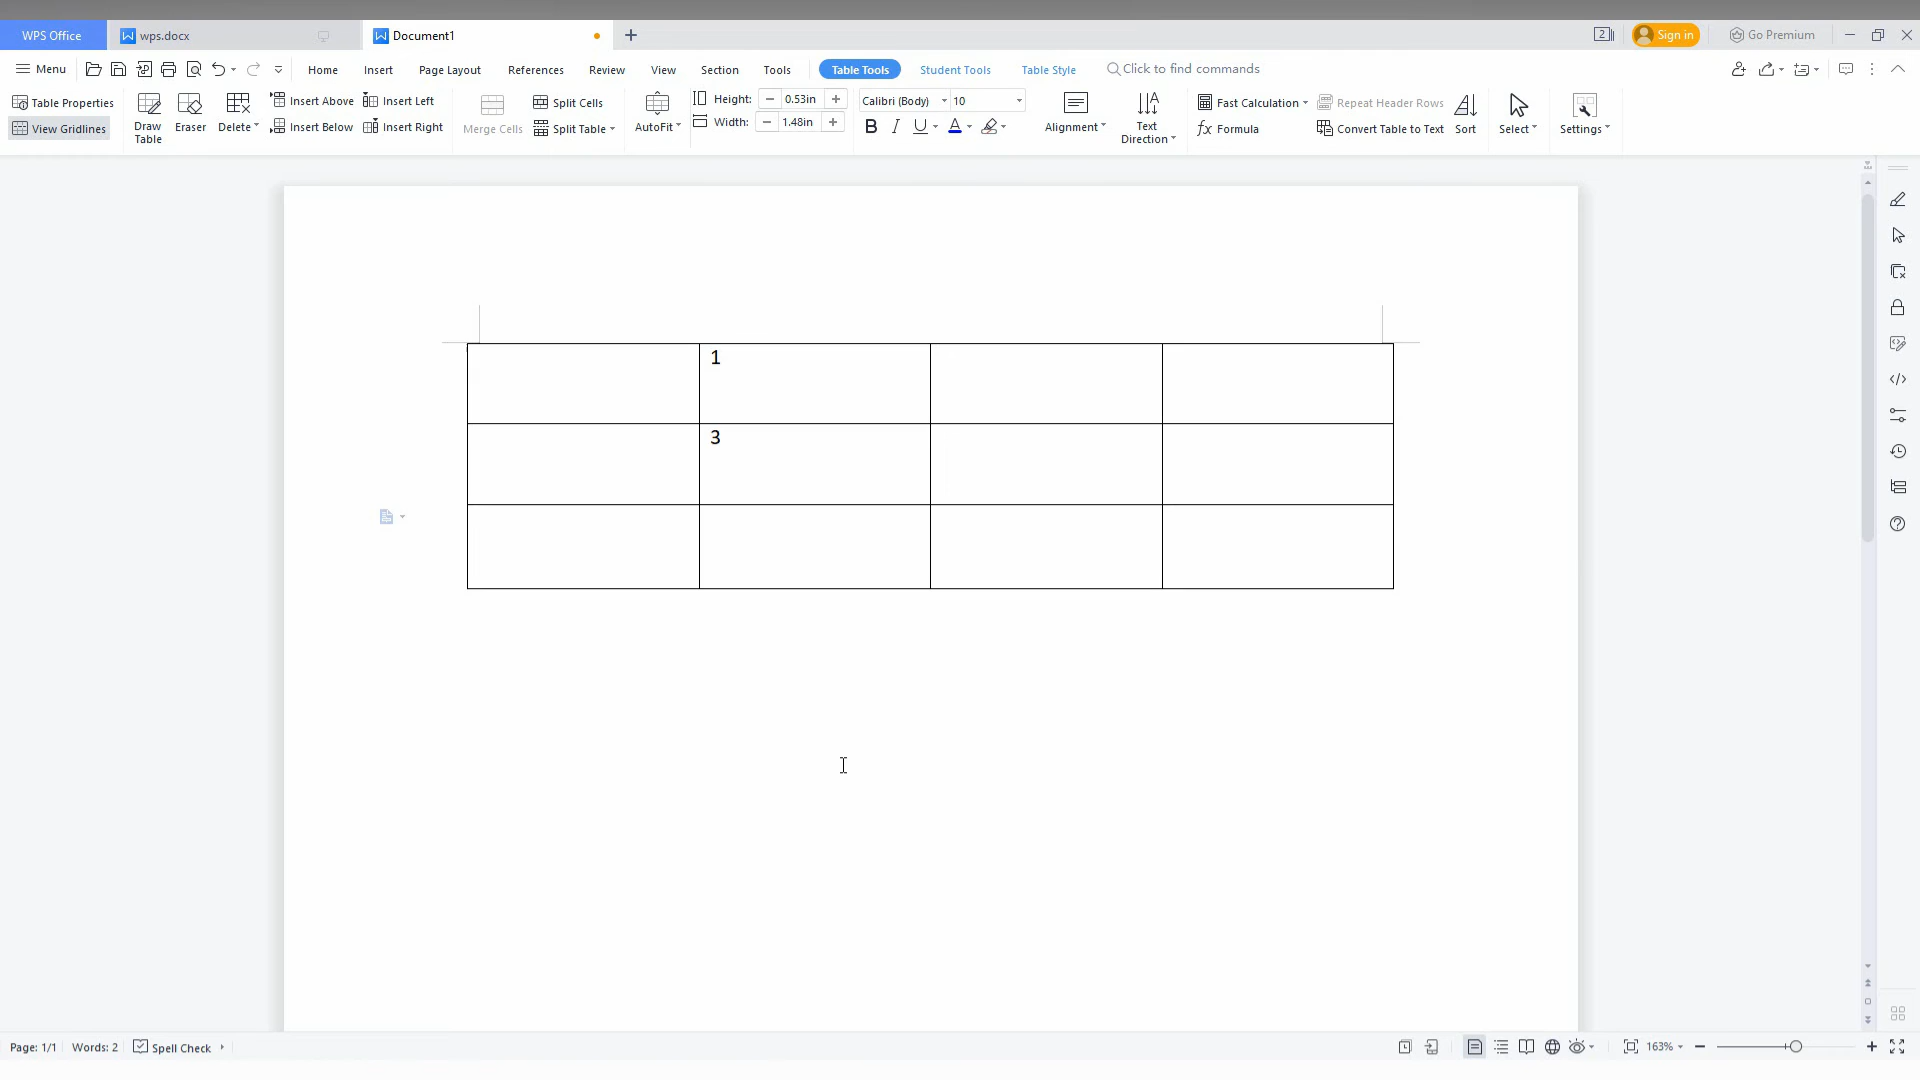 WPS Office wps.docx Document1 2 Sign in Go Premium
Menu Home Insert Page Layout References Review View Section Tools Table Tools Student Tools Table Style Click to find commands
Table Properties Insert Above Insert Left Split Cells Height: 0.53in Calibri (Body) 10 Fast Calculation Repeat Header Rows
View Gridlines Draw Table Eraser Delete Insert Below Insert Right Merge Cells Split Table AutoFit Width: 1.48in B I U A Alignment Text Direction fx Formula Convert Table to Text Sort Select Settings
1
3
Page: 1/1 Words: 2 Spell Check 163%